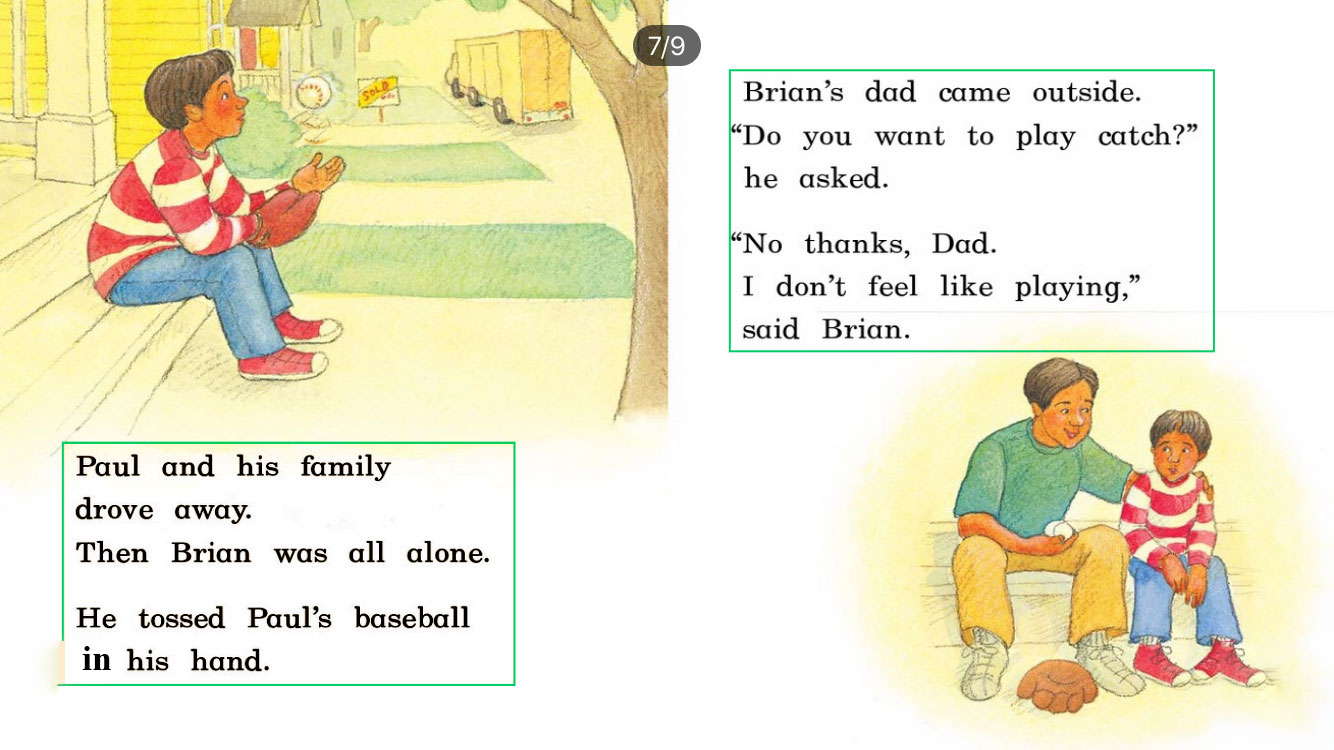 7/9
SOLD
Paul and his family
drove away.
Then Brian was all alone.
He tossed Paul's baseball
in his hand.
Brian's dad came outside.
“Do you want to play catch?”
he asked.
“No thanks, Dad.
I don't feel like playing,”
said Brian.